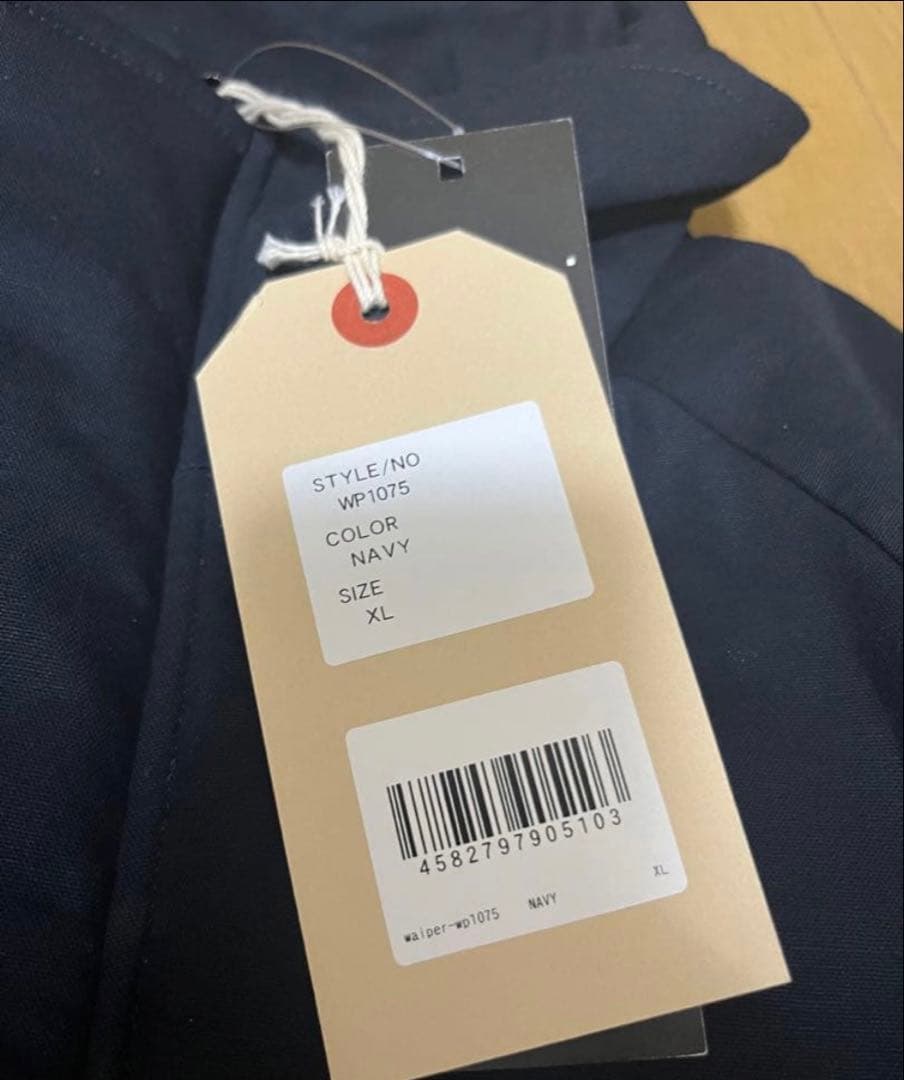 STYLE/NO
WP1075
COLOR
NAVY
SIZE
XL
4582797905103
waiper-wp1075 NAVY XL